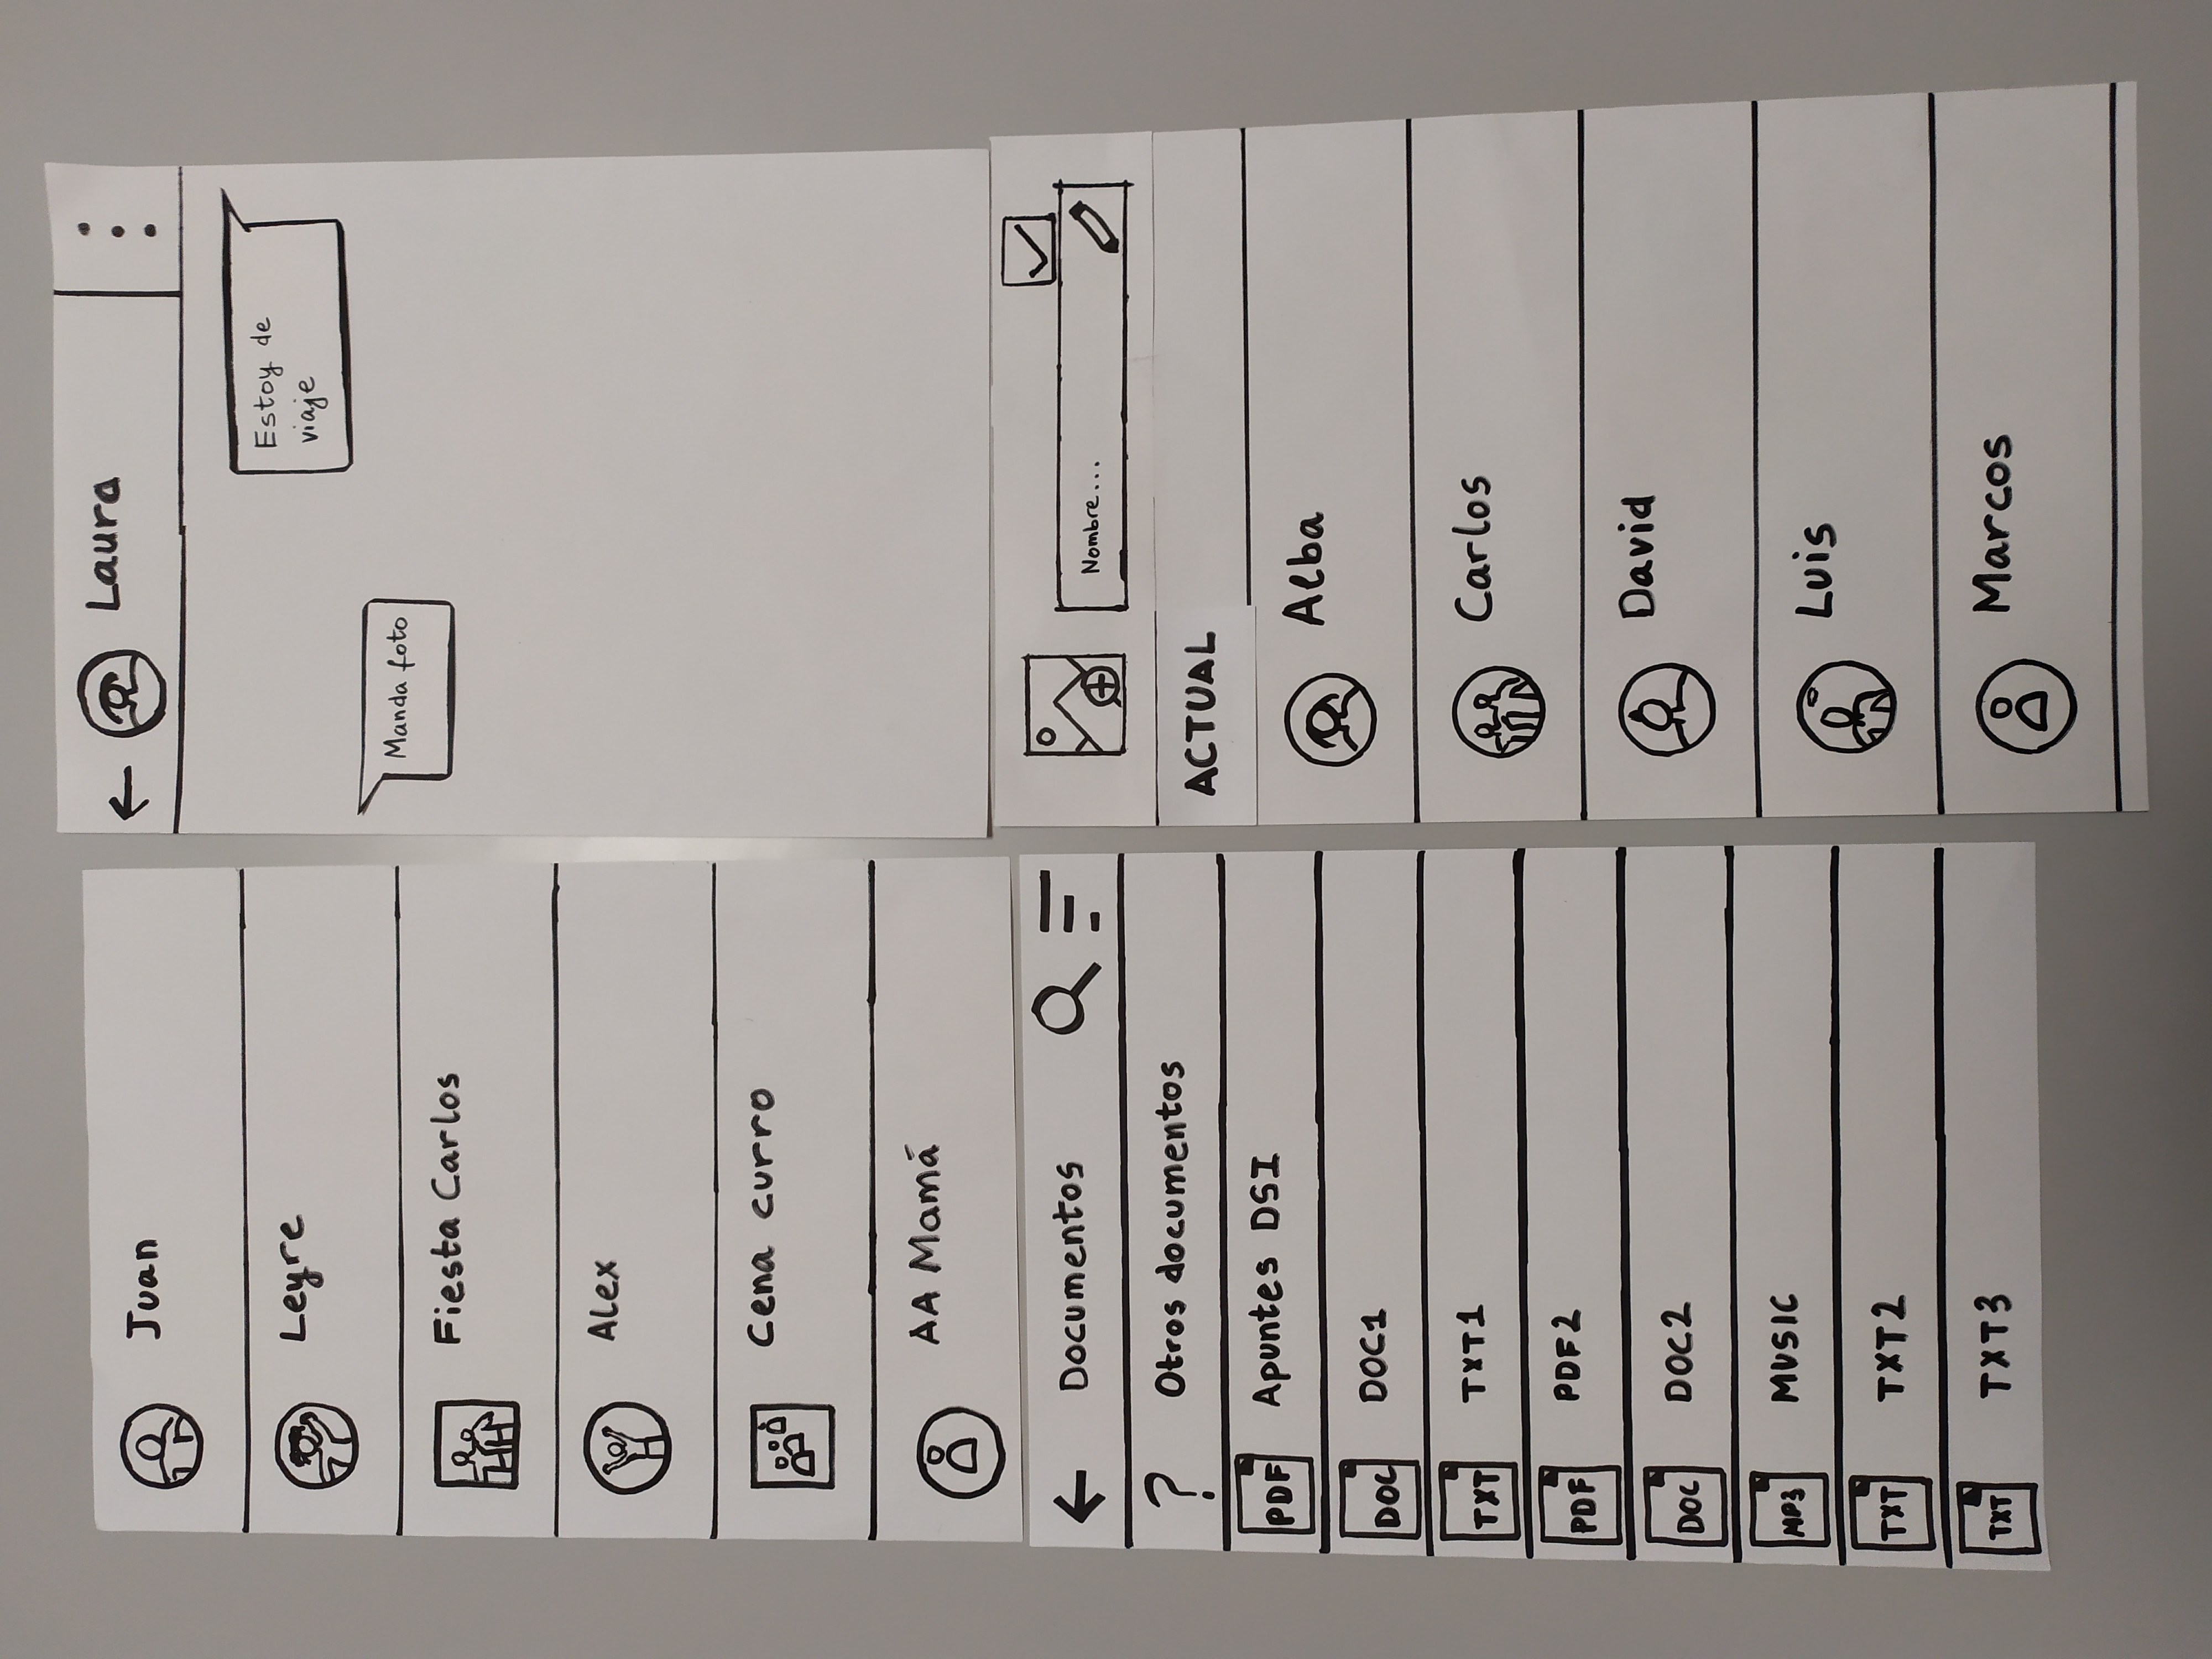 Juan
Leyre
Fiesta Carlos
Alex
Cena curro
AA Mamá
Laura
Estoy de
viaje
Manda foto
Documentos
?
Otros documentos
PDF
Apuntes DSI
DOC
DOC1
TXT
TXT1
PDF
PDF2
DOC
DOC2
MP3
MUSIC
TXT
TXT2
TXT
TXT3
Nombre...
ACTUAL
Alba
Carlos
David
Luis
Marcos